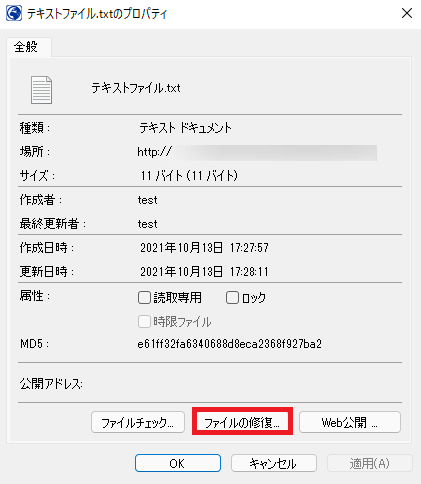 テキストファイル.txtのプロパティ
全般
テキストファイル.txt
種類： テキスト ドキュメント
場所： http://
サイズ： 11 バイト (11 バイト)
作成者： test
最終更新者： test
作成日時： 2021年10月13日 17:27:57
更新日時： 2021年10月13日 17:28:11
属性： 読取専用 ロック
時限ファイル
MD5： e61ff32fa6340688d8eca2368f927ba2
公開アドレス:
ファイルチェック... ファイルの修復... Web公開 ...
OK キャンセル 適用(A)